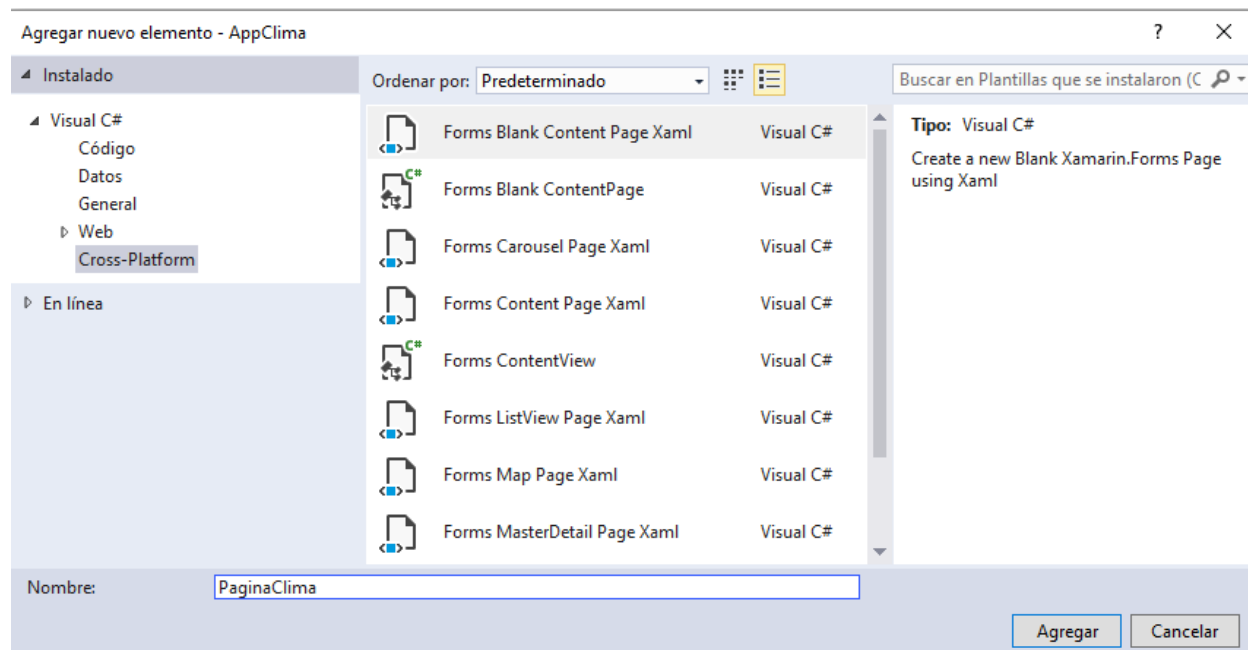 Agregar nuevo elemento - AppClima
?
Instalado
Visual C#
Código
Datos
General
Web
Cross-Platform
En línea
Ordenar por: Predeterminado
Forms Blank Content Page Xaml Visual C#
Forms Blank ContentPage Visual C#
Forms Carousel Page Xaml Visual C#
Forms Content Page Xaml Visual C#
Forms ContentView Visual C#
Forms ListView Page Xaml Visual C#
Forms Map Page Xaml Visual C#
Forms MasterDetail Page Xaml Visual C#
Buscar en Plantillas que se instalaron (C
Tipo: Visual C#
Create a new Blank Xamarin.Forms Page
using Xaml
Nombre: PaginaClima
Agregar Cancelar